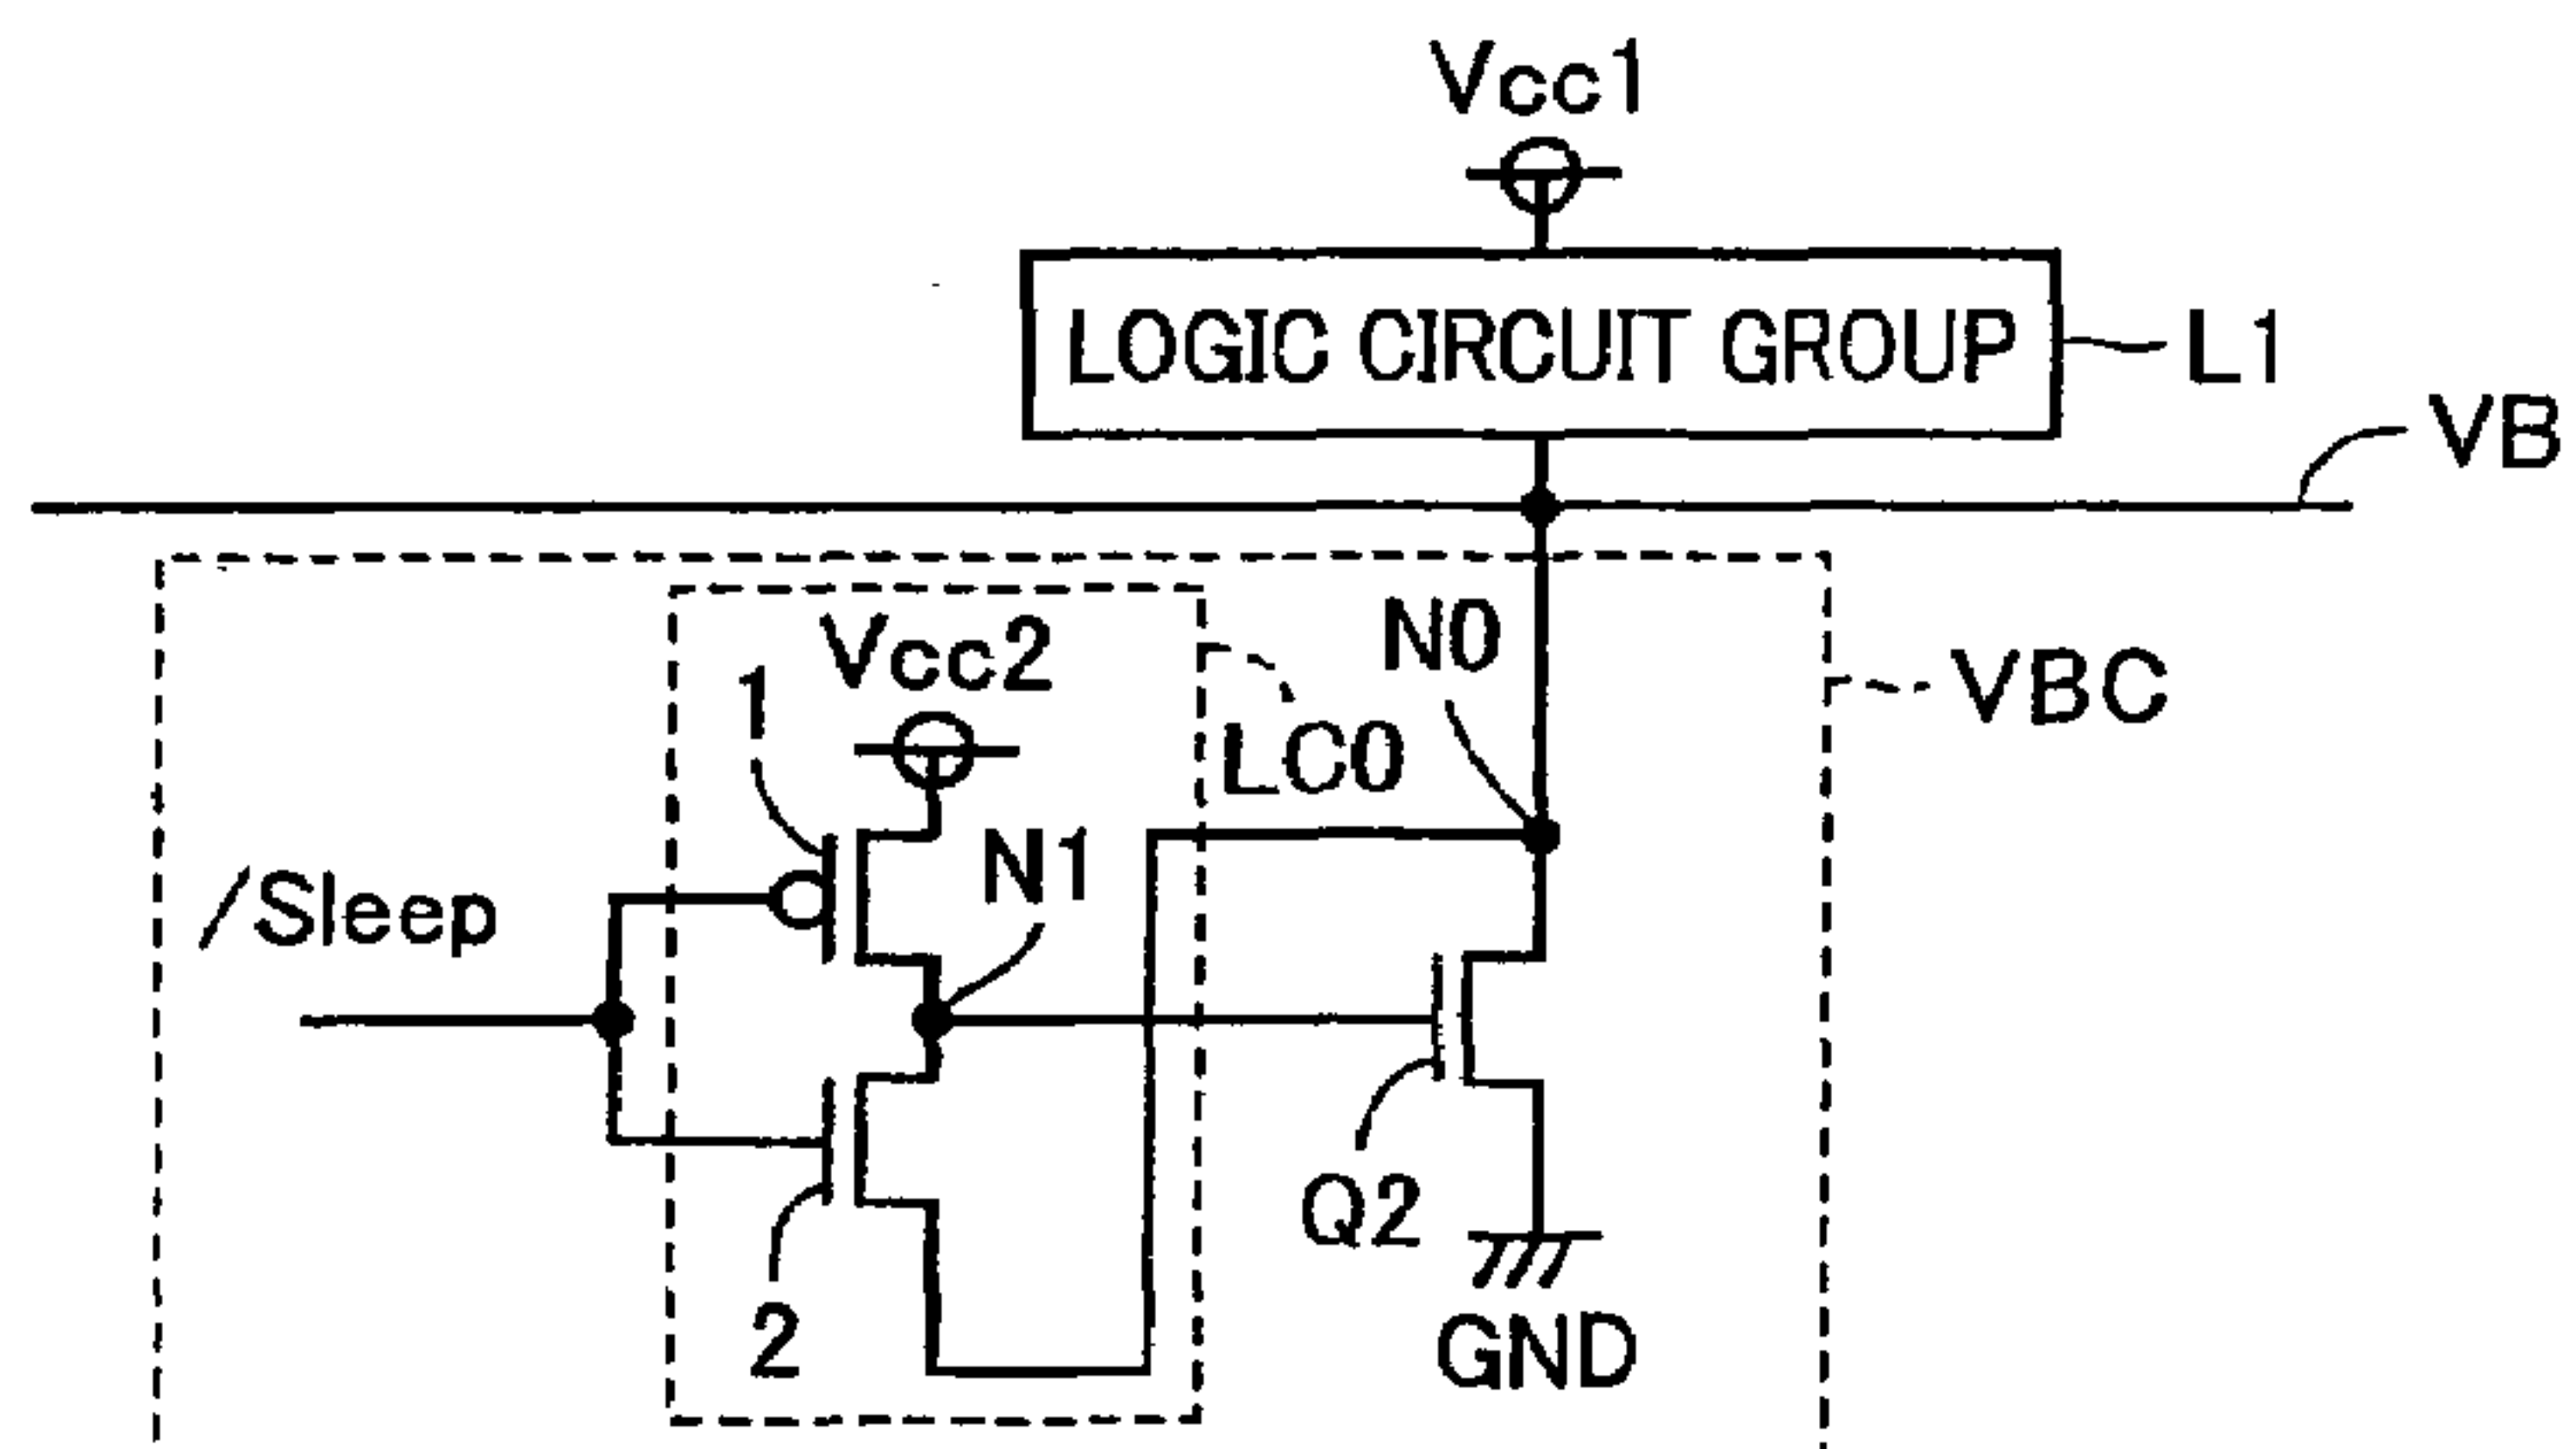 Vcc1
LOGIC CIRCUIT GROUP
L1
VB
Vcc2
N0
1
VBC
LC0
N1
/Sleep
Q2
2
GND